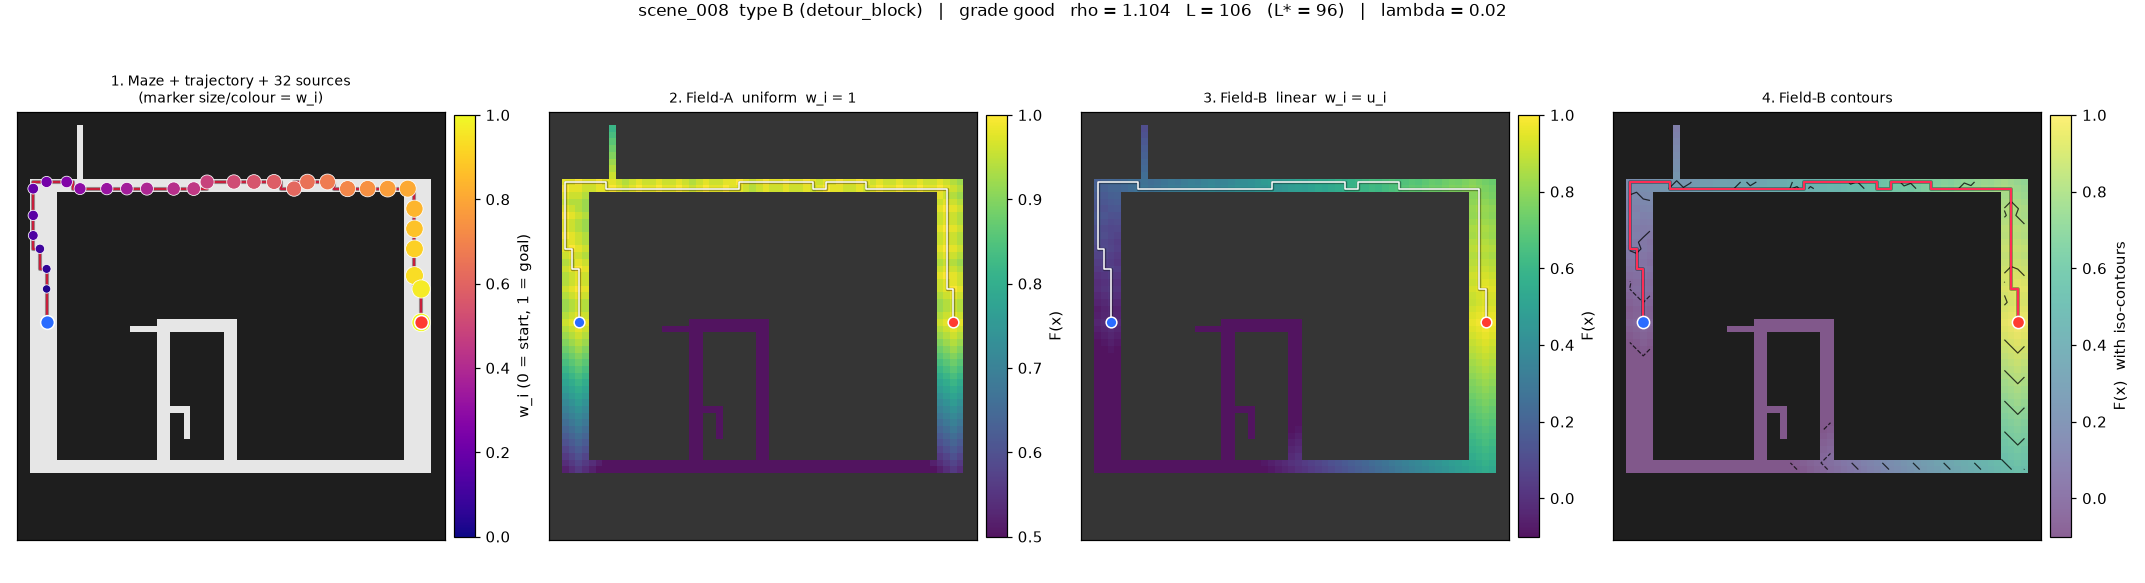 scene_008  type B (detour_block)   |   grade good   rho = 1.104   L = 106   (L* = 96)   |   lambda = 0.02
1. Maze + trajectory + 32 sources
(marker size/colour = w_i)
1.0
0.8
0.6
0.4
0.2
0.0
w_i (0 = start, 1 = goal)
2. Field-A  uniform  w_i = 1
1.0
0.9
0.8
0.7
0.6
0.5
F(x)
3. Field-B  linear  w_i = u_i
1.0
0.8
0.6
0.4
0.2
0.0
F(x)
4. Field-B contours
1.0
0.8
0.6
0.4
0.2
0.0
F(x)  with iso-contours